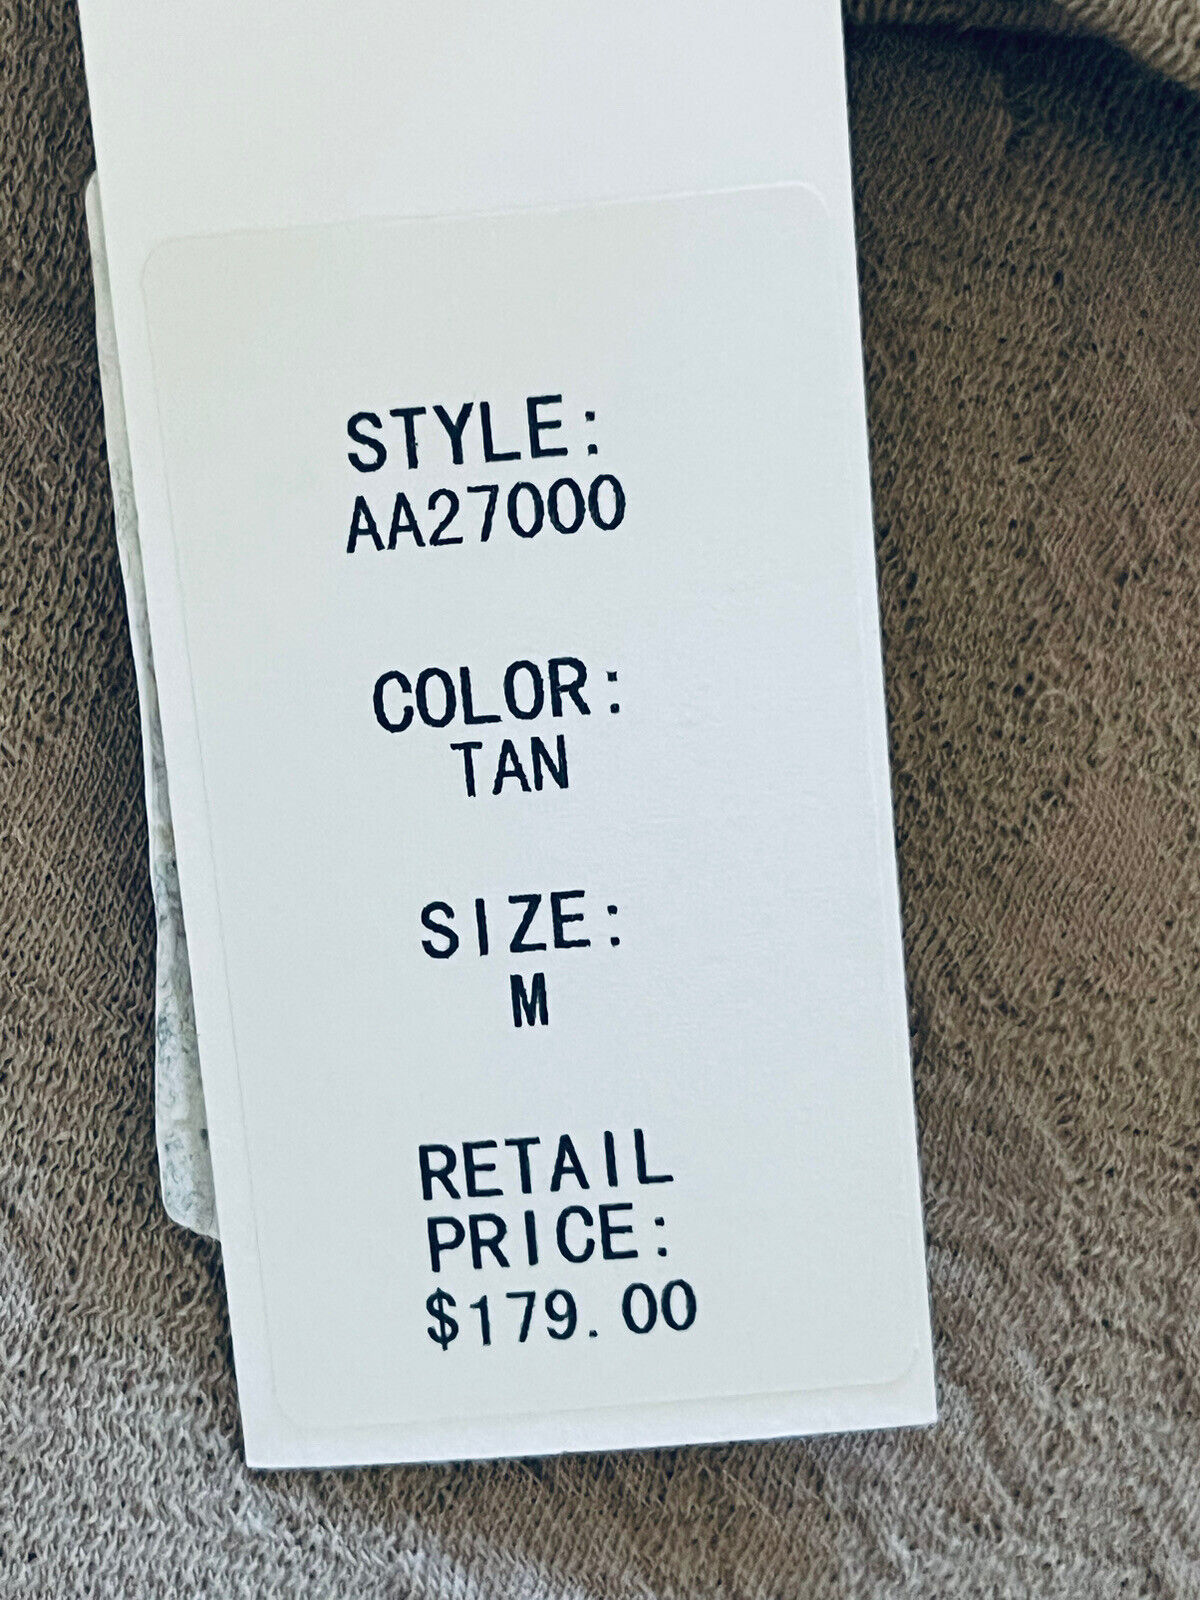 STYLE:
AA27000
COLOR:
TAN
SIZE:
M
RETAIL
PRICE:
$179.00